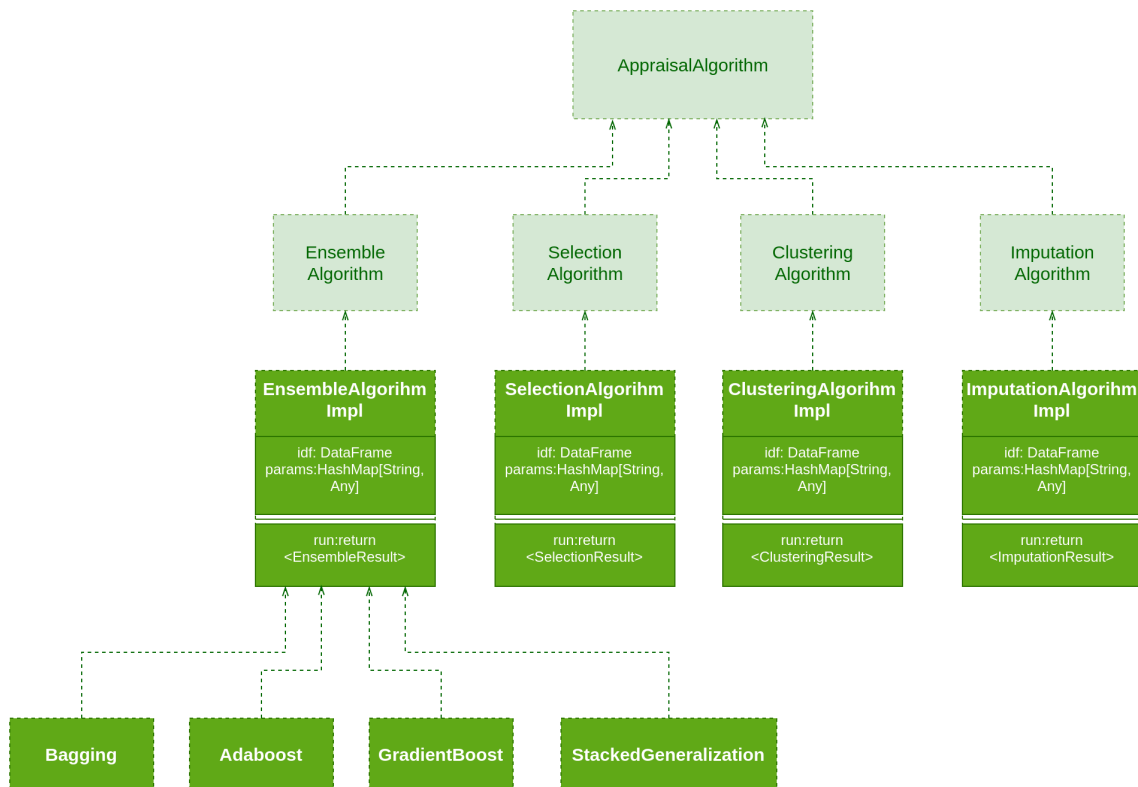 AppraisalAlgorithm
Ensemble
Algorithm
Selection
Algorithm
Clustering
Algorithm
Imputation
Algorithm
EnsembleAlgorihm
Impl
idf: DataFrame
params:HashMap[String,
Any]
run:return
<EnsembleResult>
SelectionAlgorihm
Impl
idf: DataFrame
params:HashMap[String,
Any]
run:return
<SelectionResult>
ClusteringAlgorihm
Impl
idf: DataFrame
params:HashMap[String,
Any]
run:return
<ClusteringResult>
ImputationAlgorihm
Impl
idf: DataFrame
params:HashMap[String,
Any]
run:return
<ImputationResult>
Bagging
Adaboost
GradientBoost
StackedGeneralization